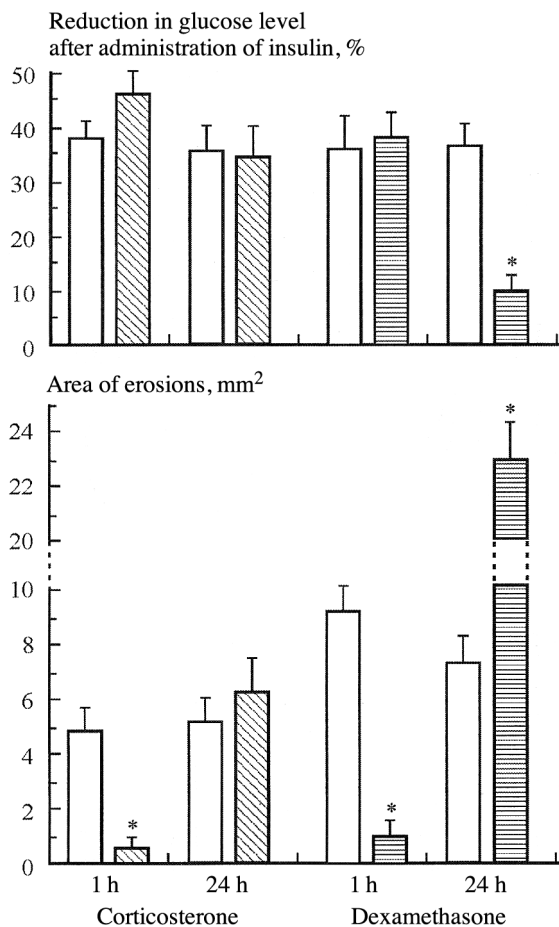 Reduction in glucose level
after administration of insulin, %
50
40
30
20
10
0
*
Area of erosions, mm²
24
22
20
10
8
6
4
2
0
*
*
*
1 h
24 h
1 h
24 h
Corticosterone
Dexamethasone